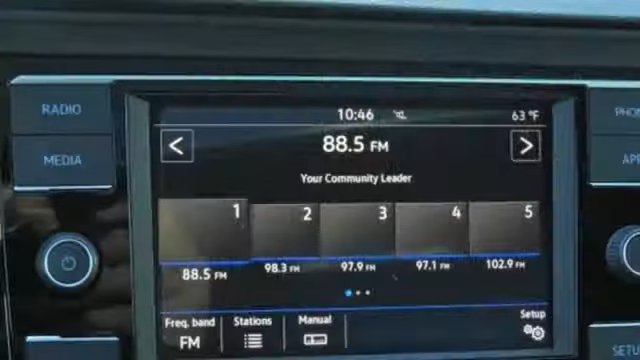 RADIO
MEDIA
10:46
63 °F
88.5 FM
Your Community Leader
1 2 3 4 5
88.5 FM 98.3 FM 97.9 FM 97.1 FM 102.9 FM
Freq. band Stations Manual Setup
FM